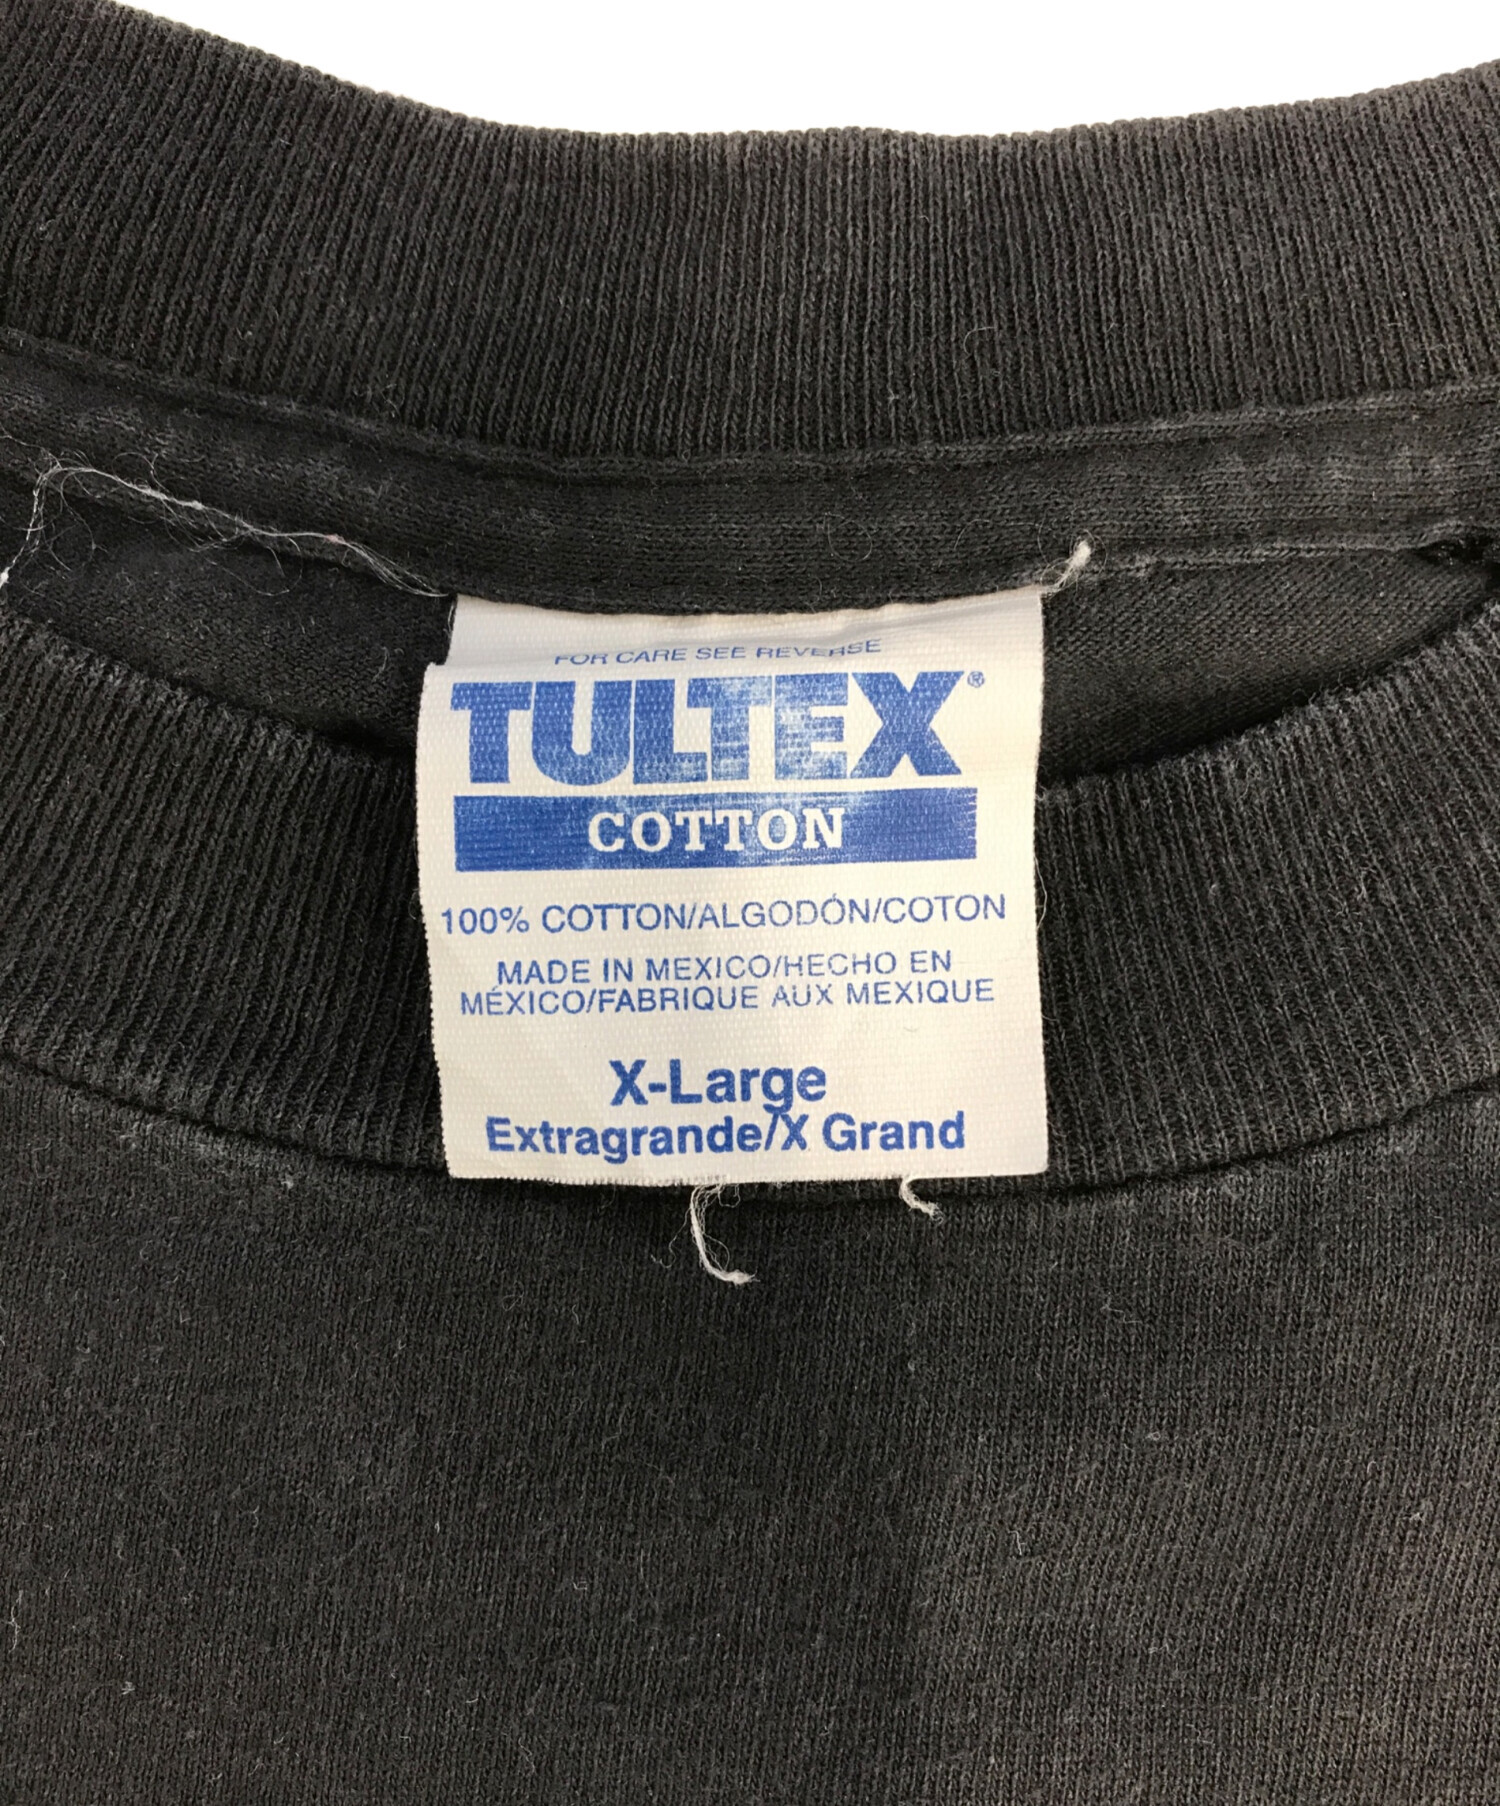 FOR CARE SEE REVERSE
TULTEX®
COTTON
100% COTTON/ALGODÓN/COTON
MADE IN MEXICO/HECHO EN
MÉXICO/FABRIQUE AUX MEXIQUE
X-Large
Extragrande/X Grand